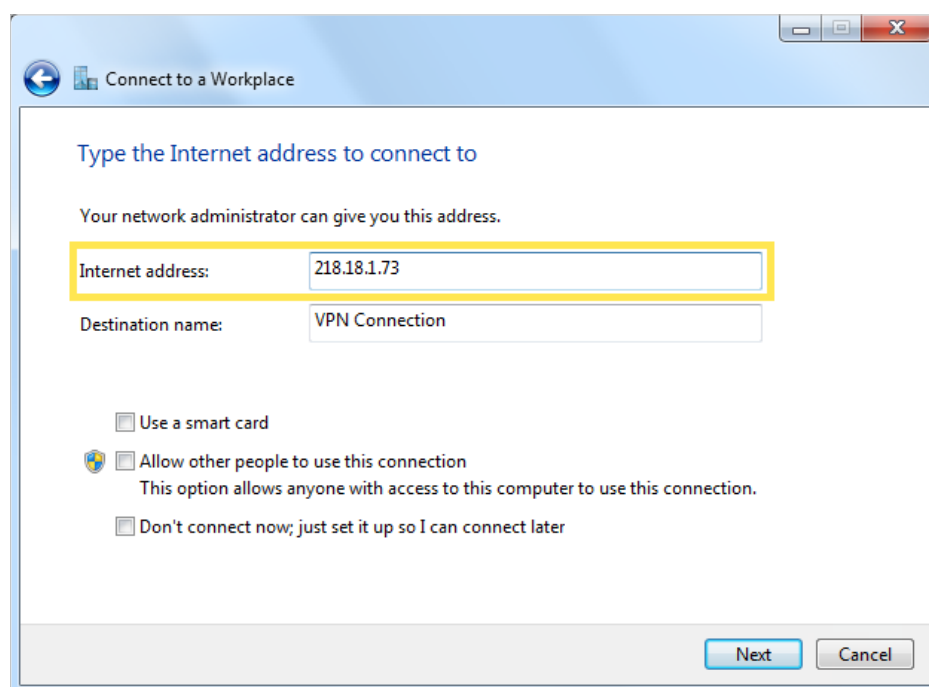 Connect to a Workplace
Type the Internet address to connect to
Your network administrator can give you this address.
Internet address: 218.18.1.73
Destination name: VPN Connection
Use a smart card
Allow other people to use this connection
This option allows anyone with access to this computer to use this connection.
Don't connect now; just set it up so I can connect later
Next Cancel